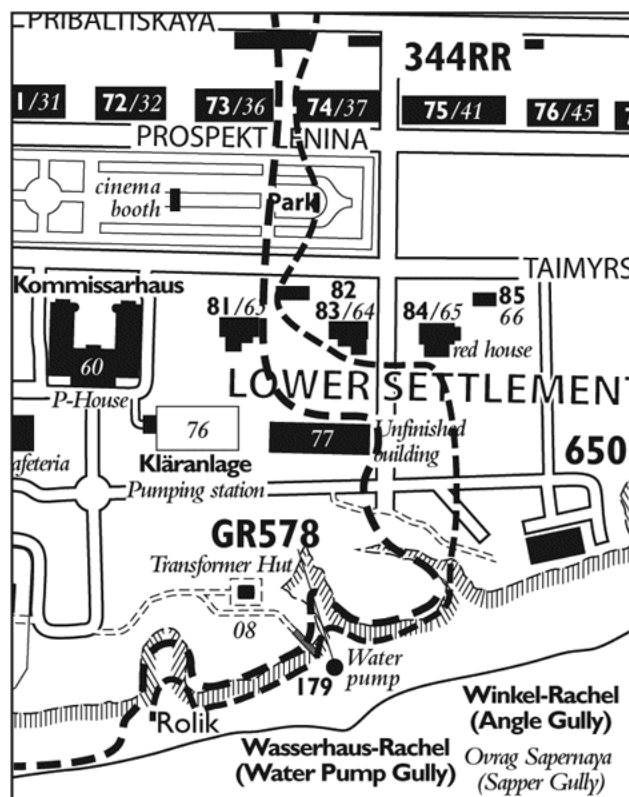 PRIBALTISKAYA
344RR
1/31 72/32 73/36 74/37 75/41 76/45
PROSPEKT LENINA
cinema
booth
Park
TAIMYRS
Kommissarhaus
82
81/63 83/64 84/65 85
66
red house
60
P-House
LOWER SETTLEMENT
76
77
Unfinished
building
afeteria
Kläranlage
Pumping station
650
GR578
Transformer Hut
08
Water
pump
179
Rolik
Winkel-Rachel
(Angle Gully)
Wasserhaus-Rachel
(Water Pump Gully)
Ovrag Sapernaya
(Sapper Gully)